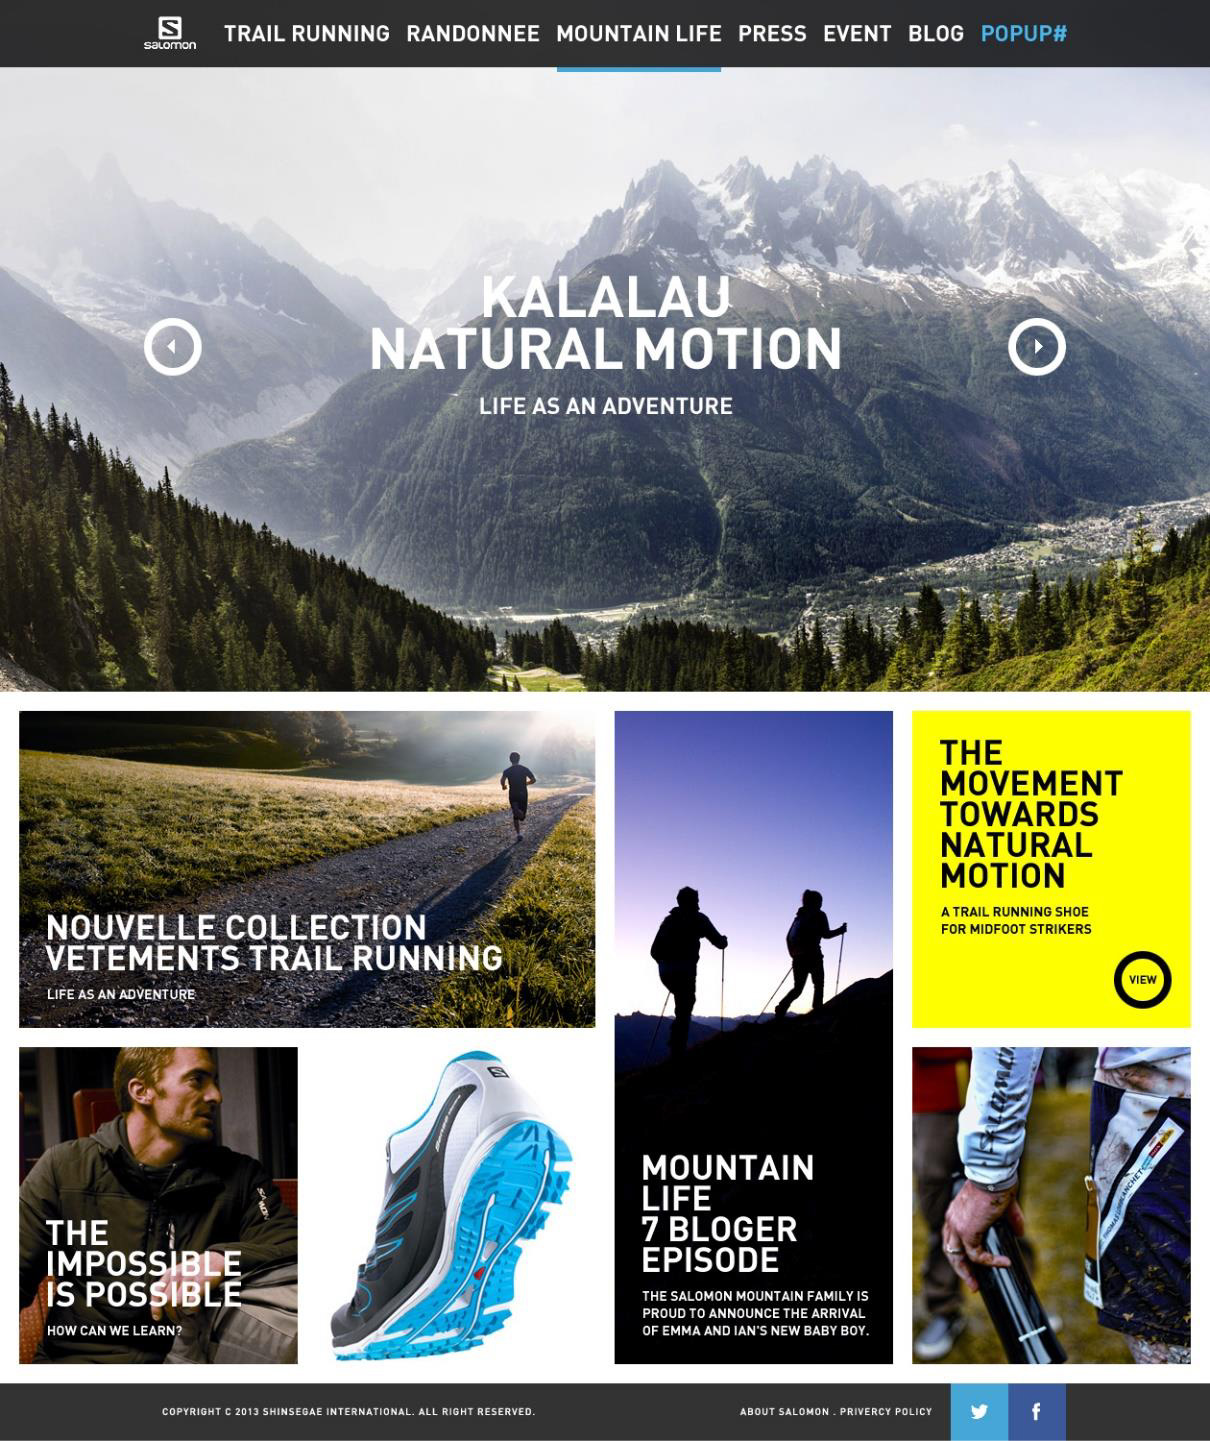 salomon
TRAIL RUNNING RANDONNEE MOUNTAIN LIFE PRESS EVENT BLOG POPUP#
KALALAU
NATURAL MOTION
LIFE AS AN ADVENTURE
NOUVELLE COLLECTION
VETEMENTS TRAIL RUNNING
LIFE AS AN ADVENTURE
THE
MOVEMENT
TOWARDS
NATURAL
MOTION
A TRAIL RUNNING SHOE
FOR MIDFOOT STRIKERS
VIEW
THE
IMPOSSIBLE
IS POSSIBLE
HOW CAN WE LEARN?
MOUNTAIN
LIFE
7 BLOGER
EPISODE
THE SALOMON MOUNTAIN FAMILY IS
PROUD TO ANNOUNCE THE ARRIVAL
OF EMMA AND IAN'S NEW BABY BOY.
COPYRIGHT C 2013 SHINSEGAE INTERNATIONAL. ALL RIGHT RESERVED.
ABOUT SALOMON . PRIVERCY POLICY